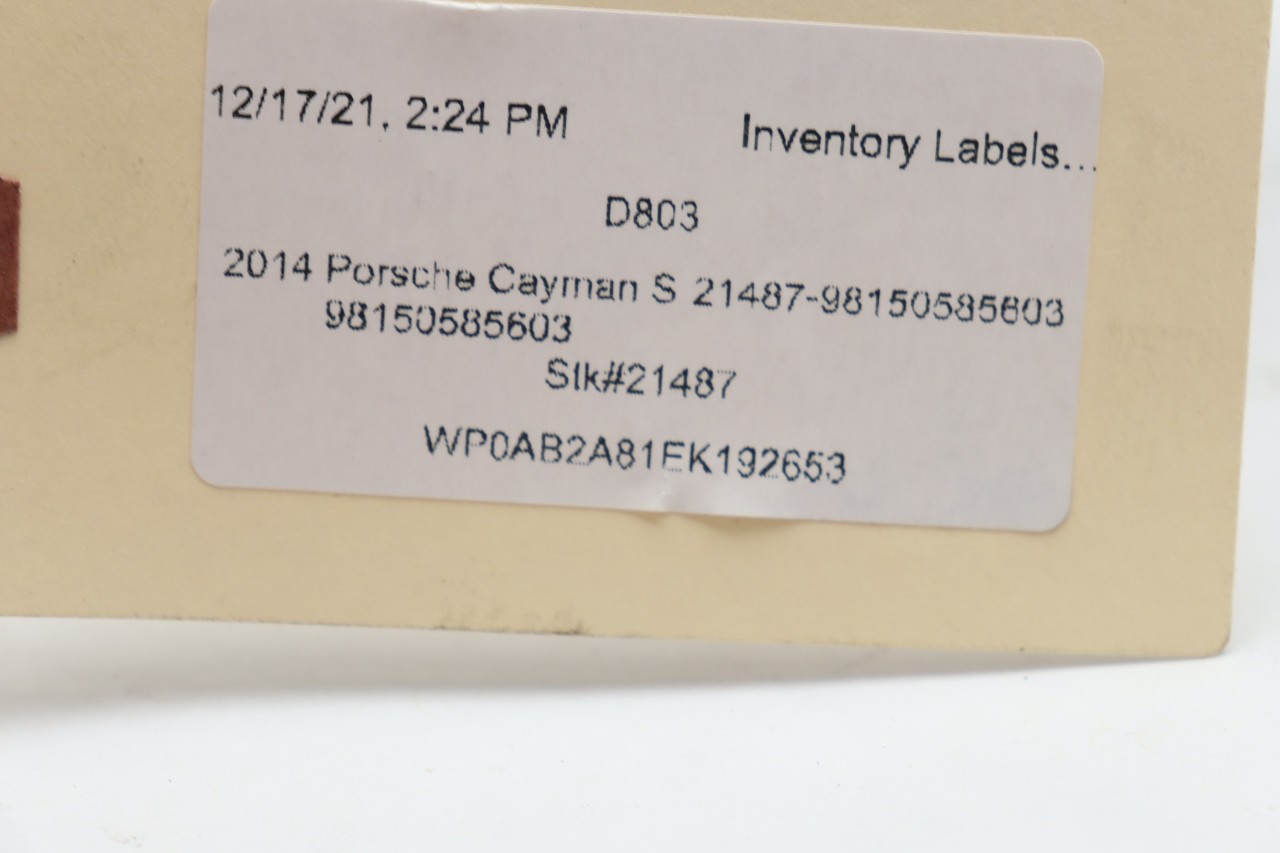 12/17/21, 2:24 PM Inventory Labels...
D803
2014 Porsche Cayman S 21487-98150585603
98150585603
Stk#21487
WP0AB2A81EK192653